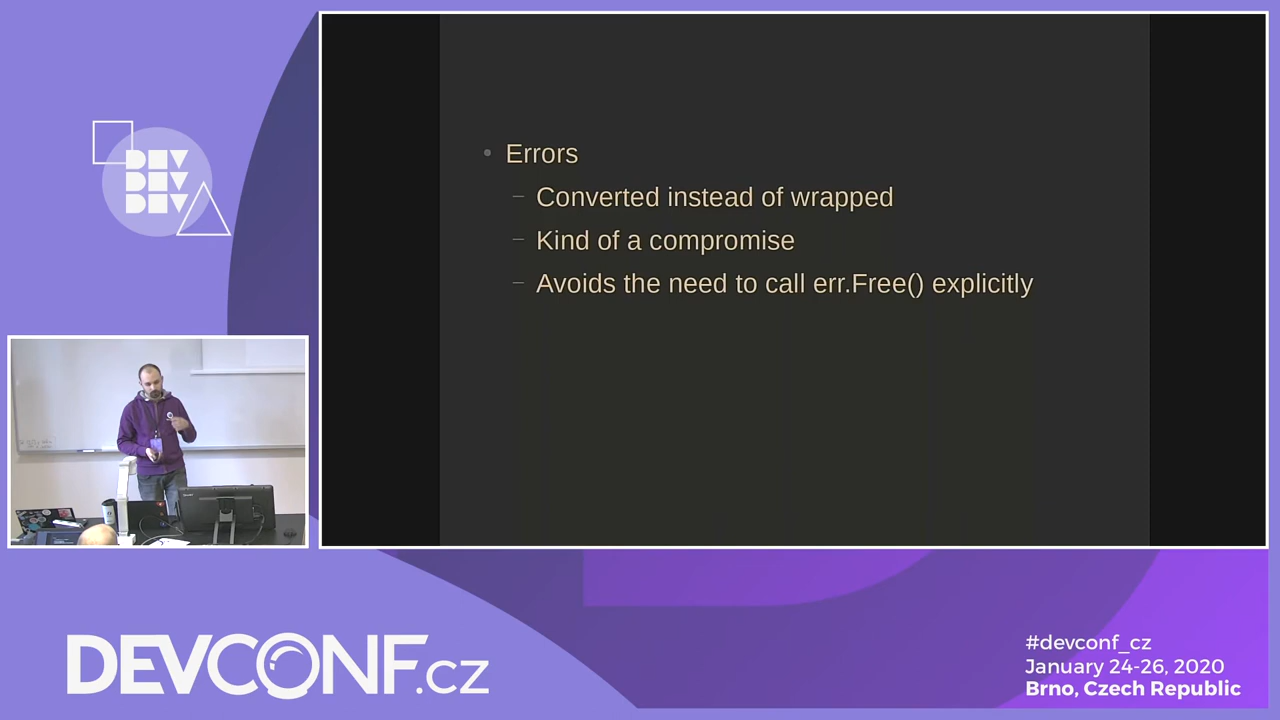 DEV
DEV
DEV
Errors
Converted instead of wrapped
Kind of a compromise
Avoids the need to call err.Free() explicitly
DEVCONF.cz
#devconf_cz
January 24-26, 2020
Brno, Czech Republic